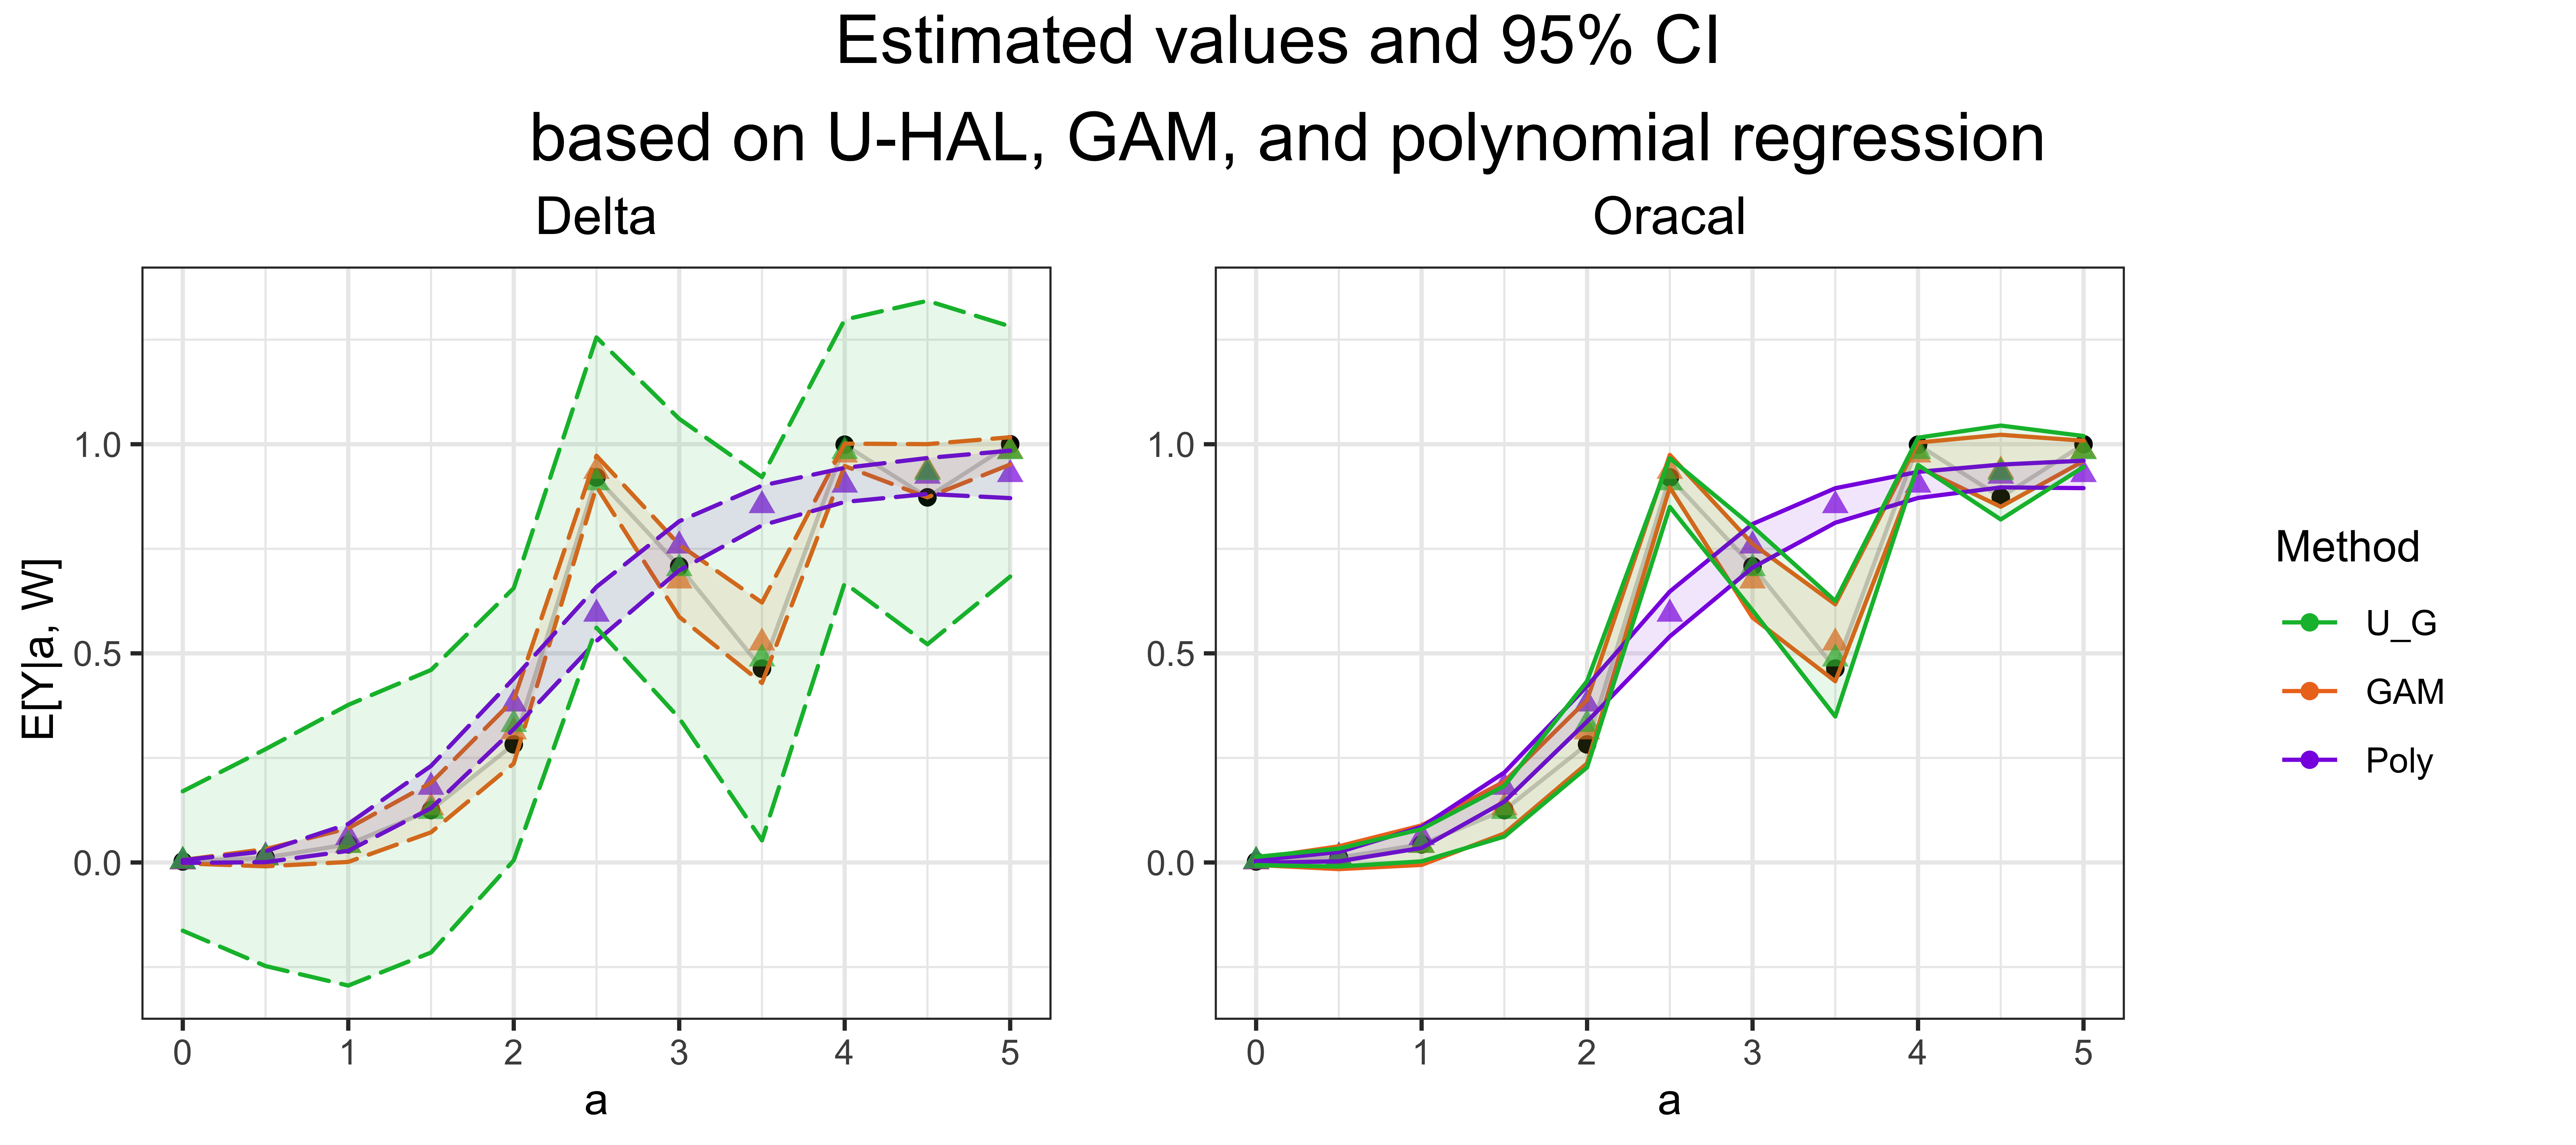 Estimated values and 95% CI
based on U-HAL, GAM, and polynomial regression
Delta
Oracal
E[Y|a, W]
1.0
0.5
0.0
0 1 2 3 4 5
a
1.0
0.5
0.0
0 1 2 3 4 5
a
Method
U_G
GAM
Poly